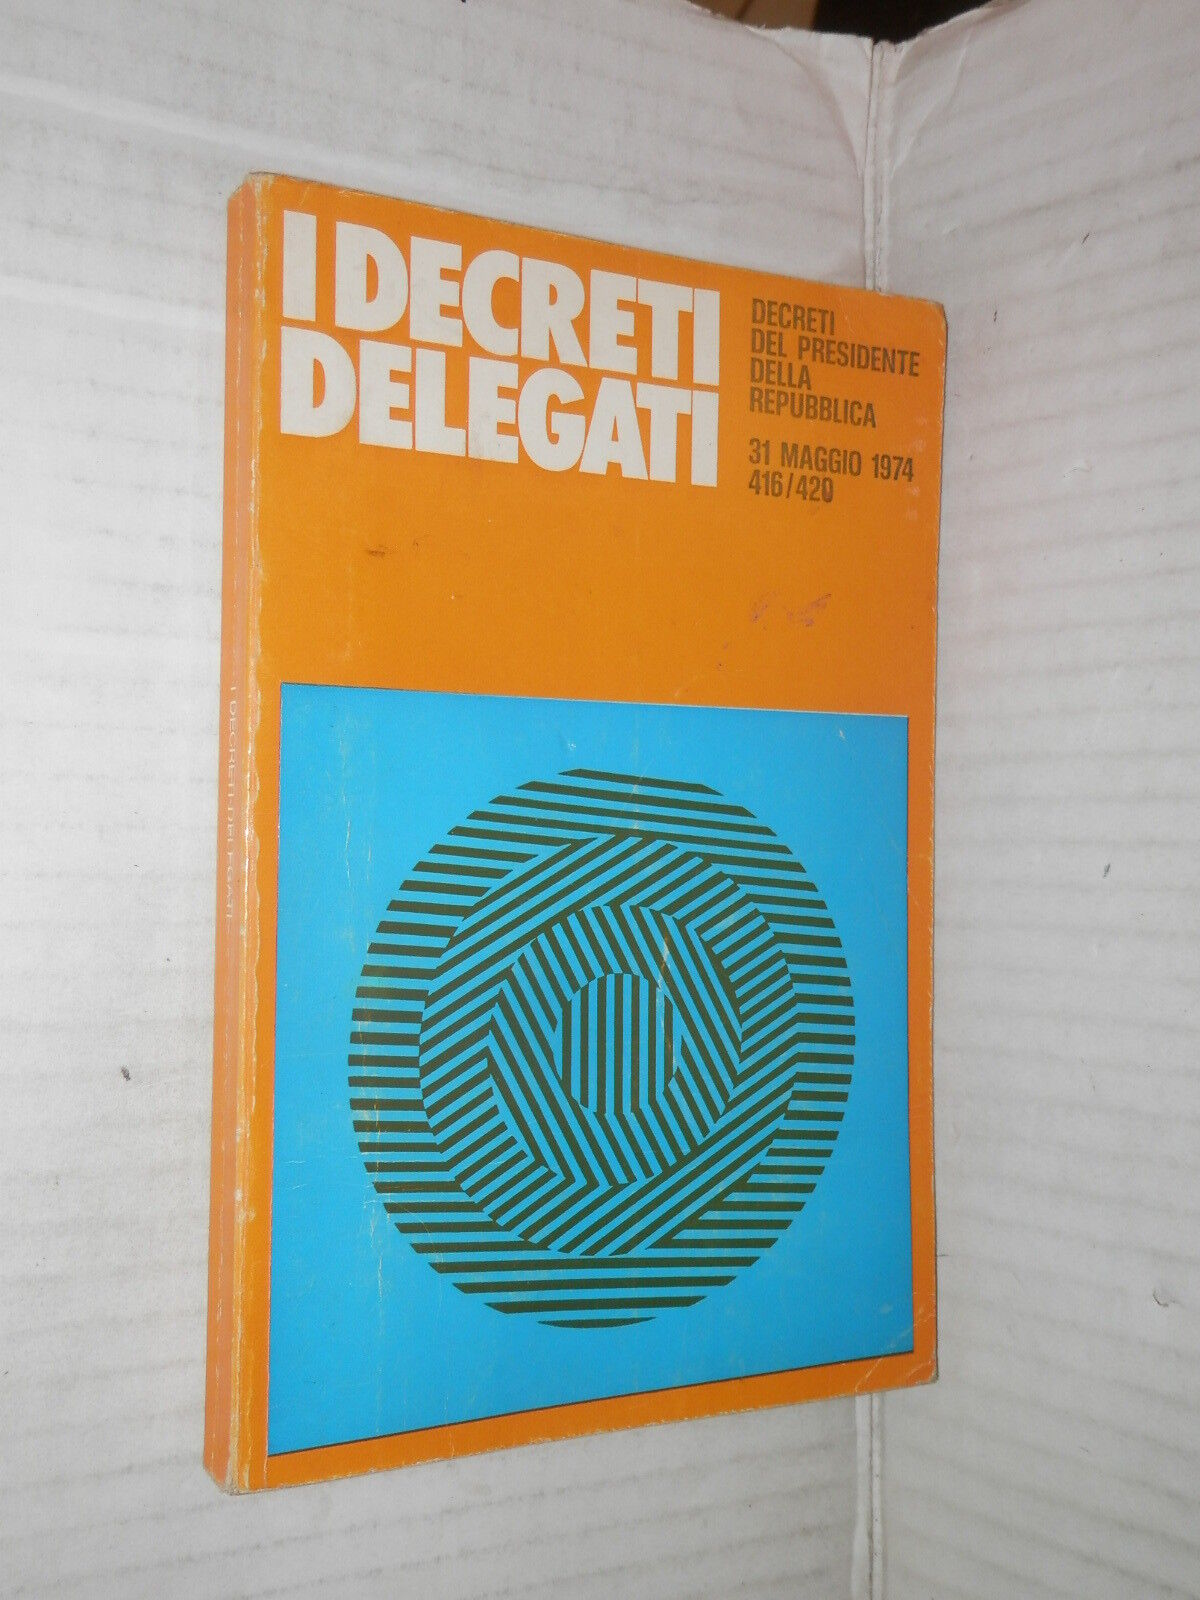 I DECRETI
DELEGATI
DECRETI
DEL PRESIDENTE
DELLA
REPUBBLICA
31 MAGGIO 1974
416/420
I DECRETI DELEGATI